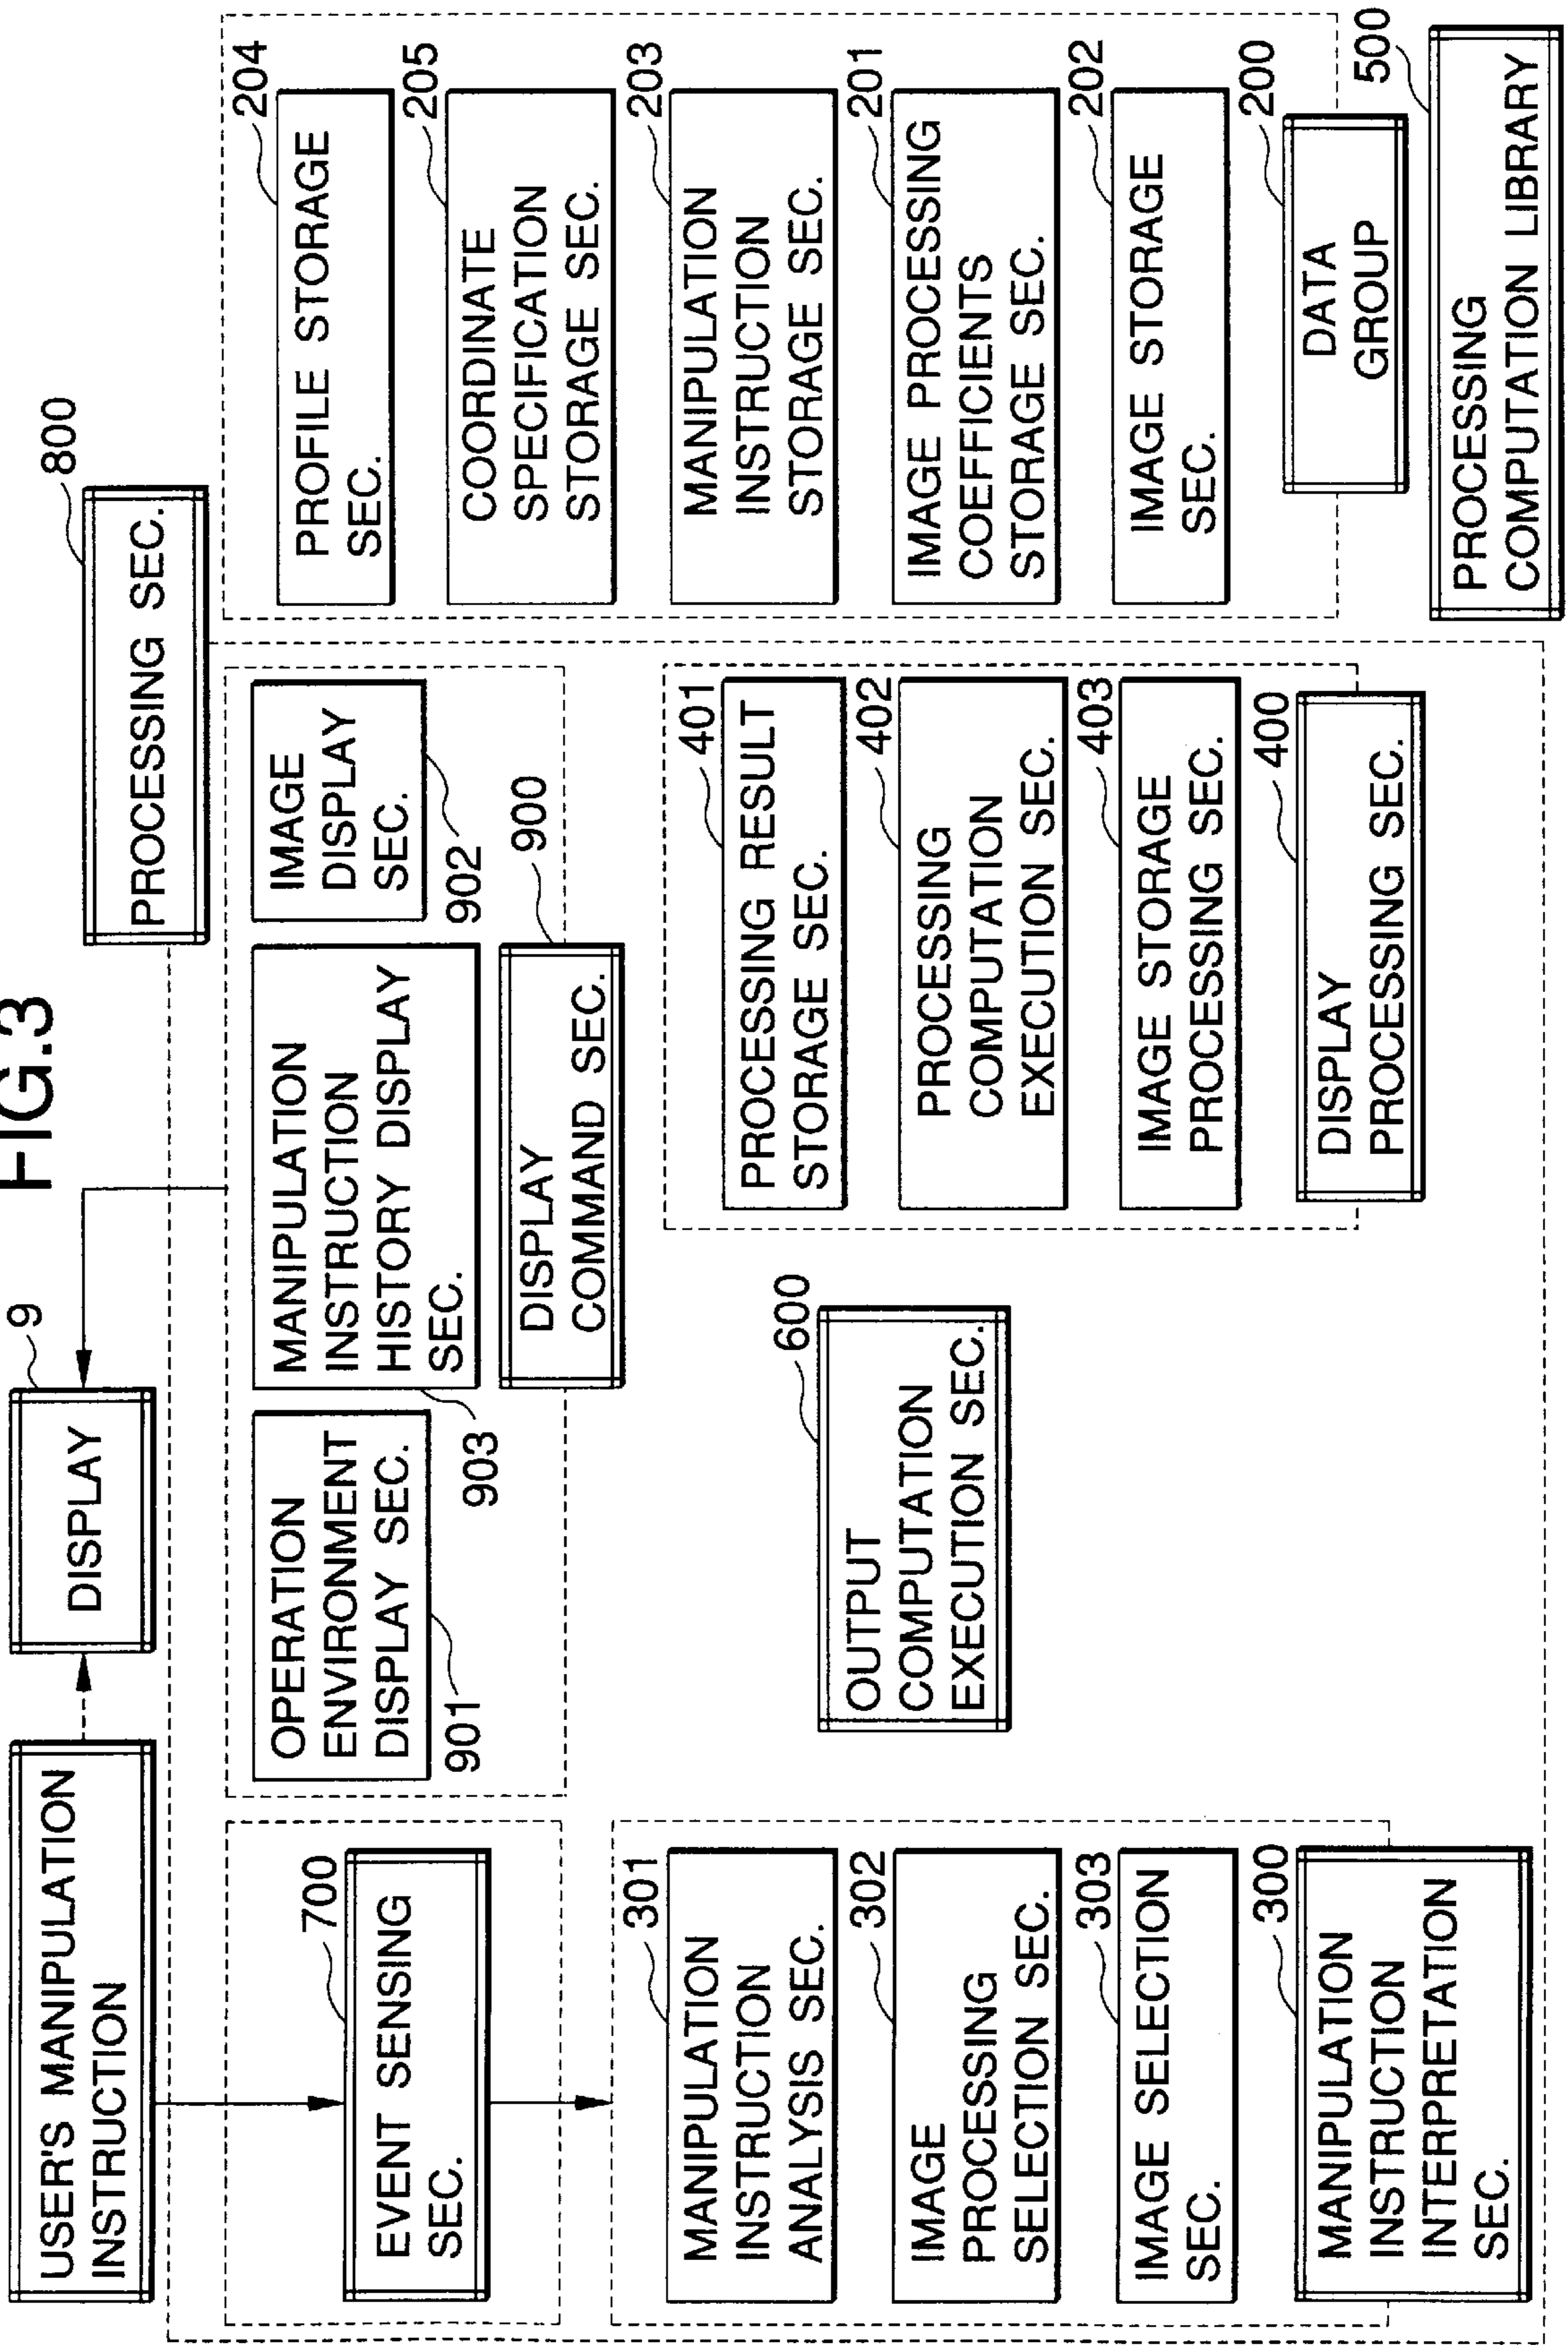 FIG.3
USER'S MANIPULATION
INSTRUCTION
DISPLAY
9
PROCESSING SEC.
800
EVENT SENSING
SEC.
700
OPERATION
ENVIRONMENT
DISPLAY SEC.
901
MANIPULATION
INSTRUCTION
HISTORY DISPLAY
SEC.
903
IMAGE
DISPLAY
SEC.
902
DISPLAY
COMMAND SEC.
900
MANIPULATION
INSTRUCTION
ANALYSIS SEC.
301
IMAGE
PROCESSING
SELECTION SEC.
302
IMAGE SELECTION
SEC.
303
MANIPULATION
INSTRUCTION
INTERPRETATION
SEC.
300
OUTPUT
COMPUTATION
EXECUTION SEC.
600
PROCESSING RESULT
STORAGE SEC.
401
PROCESSING
COMPUTATION
EXECUTION SEC.
402
IMAGE STORAGE
PROCESSING SEC.
403
DISPLAY
PROCESSING SEC.
400
PROFILE STORAGE
SEC.
204
COORDINATE
SPECIFICATION
STORAGE SEC.
205
MANIPULATION
INSTRUCTION
STORAGE SEC.
203
IMAGE PROCESSING
COEFFICIENTS
STORAGE SEC.
201
IMAGE STORAGE
SEC.
202
DATA
GROUP
200
PROCESSING
COMPUTATION LIBRARY
500